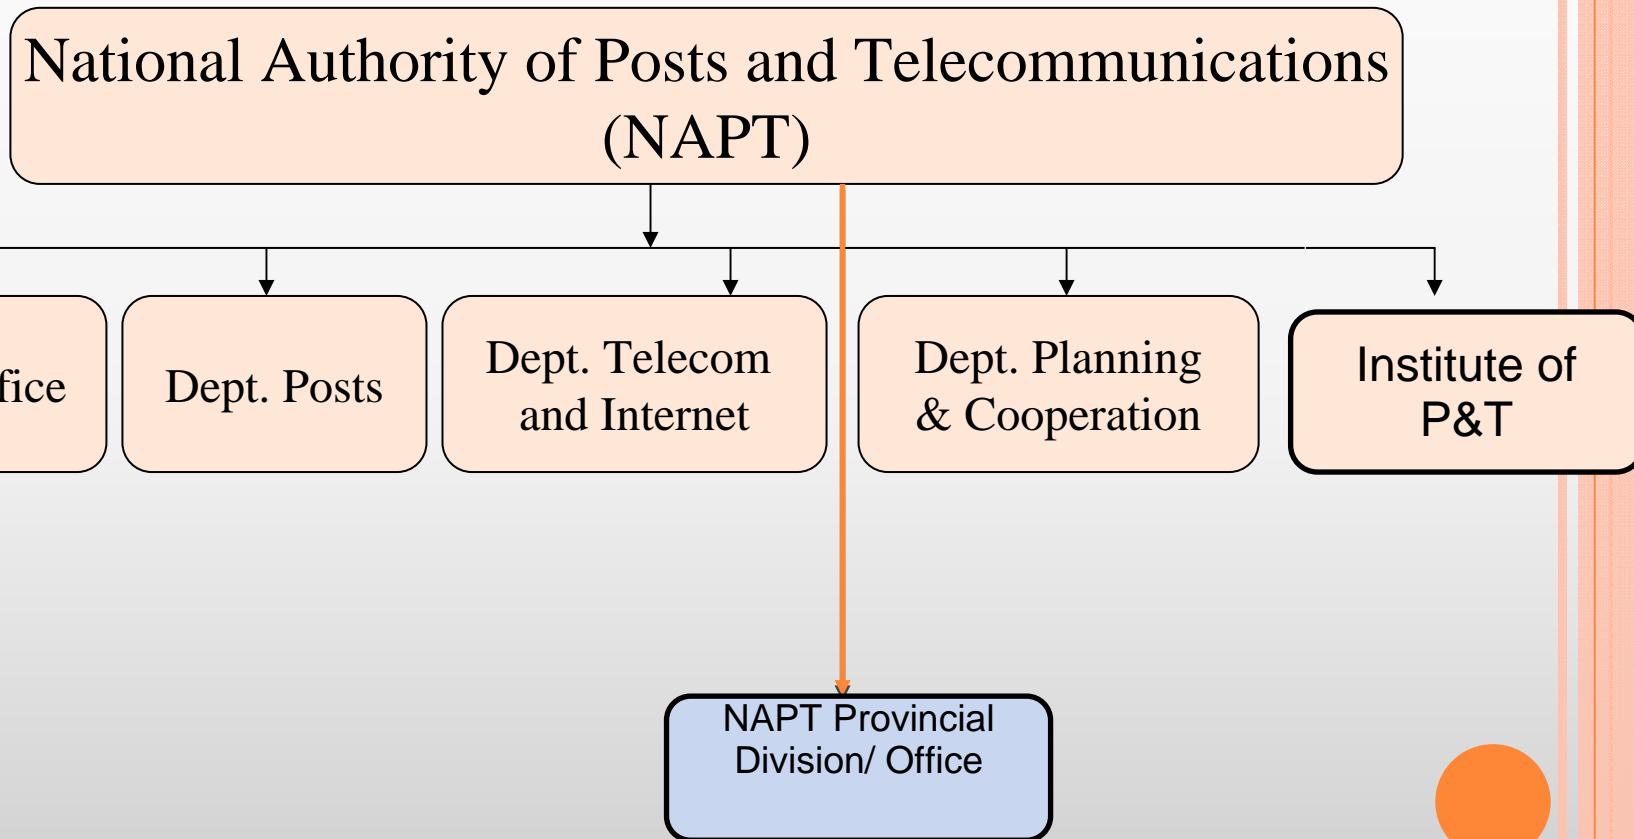 National Authority of Posts and Telecommunications
(NAPT)
Dept. Posts
Dept. Telecom
and Internet
Dept. Planning
& Cooperation
Institute of
P&T
NAPT Provincial
Division/ Office